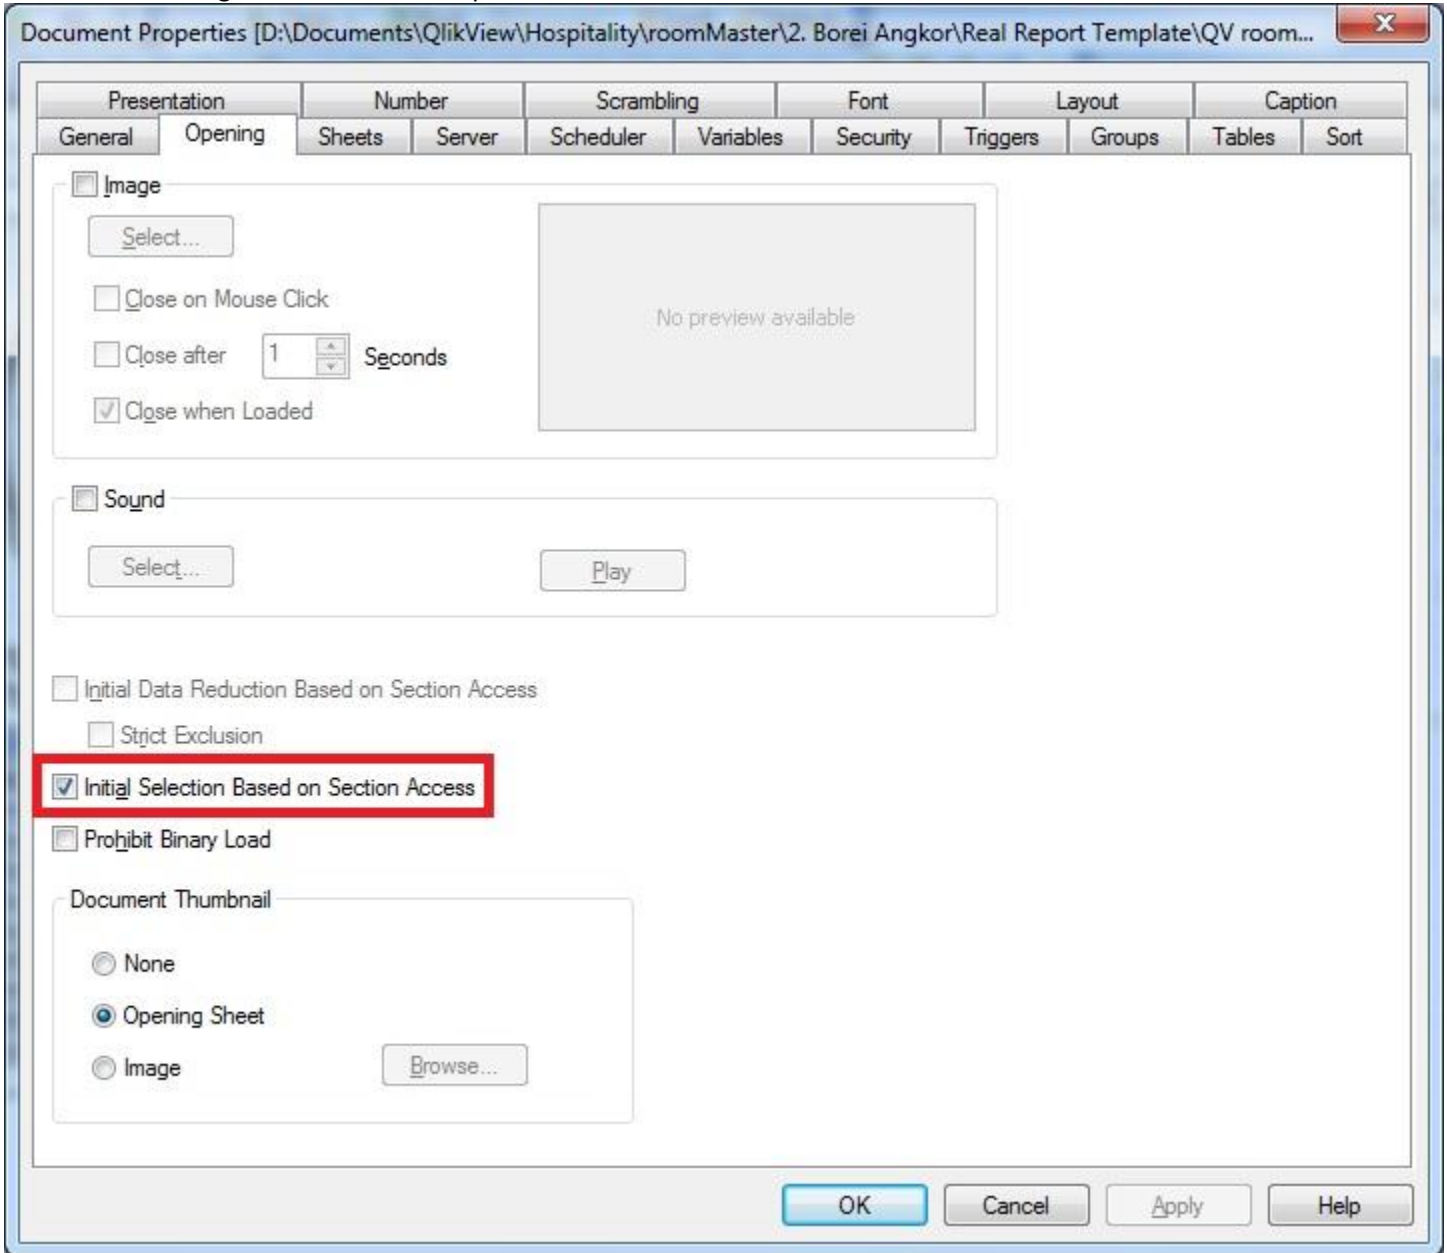 Document Properties [D:\Documents\QlikView\Hospitality\roomMaster\2. Borei Angkor\Real Report Template\QV room...
Presentation Number Scrambling Font Layout Caption
General Opening Sheets Server Scheduler Variables Security Triggers Groups Tables Sort
Image
Select...
Close on Mouse Click
No preview available
Close after 1 Seconds
Close when Loaded
Sound
Select... Play
Initial Data Reduction Based on Section Access
Strict Exclusion
Initial Selection Based on Section Access
Prohibit Binary Load
Document Thumbnail
None
Opening Sheet
Image Browse...
OK Cancel Apply Help